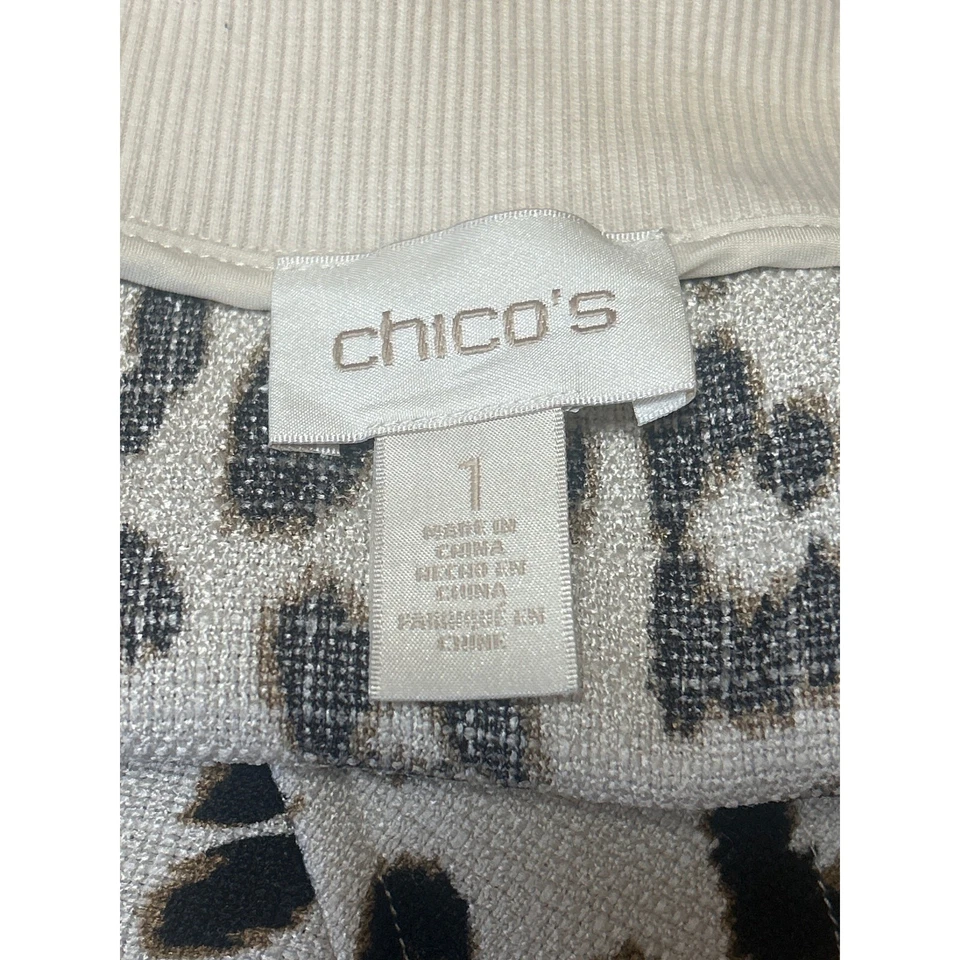 chico's
1
MADE IN
CHINA
HECHO EN
CHINA
FABRIQUÉ EN
CHINE